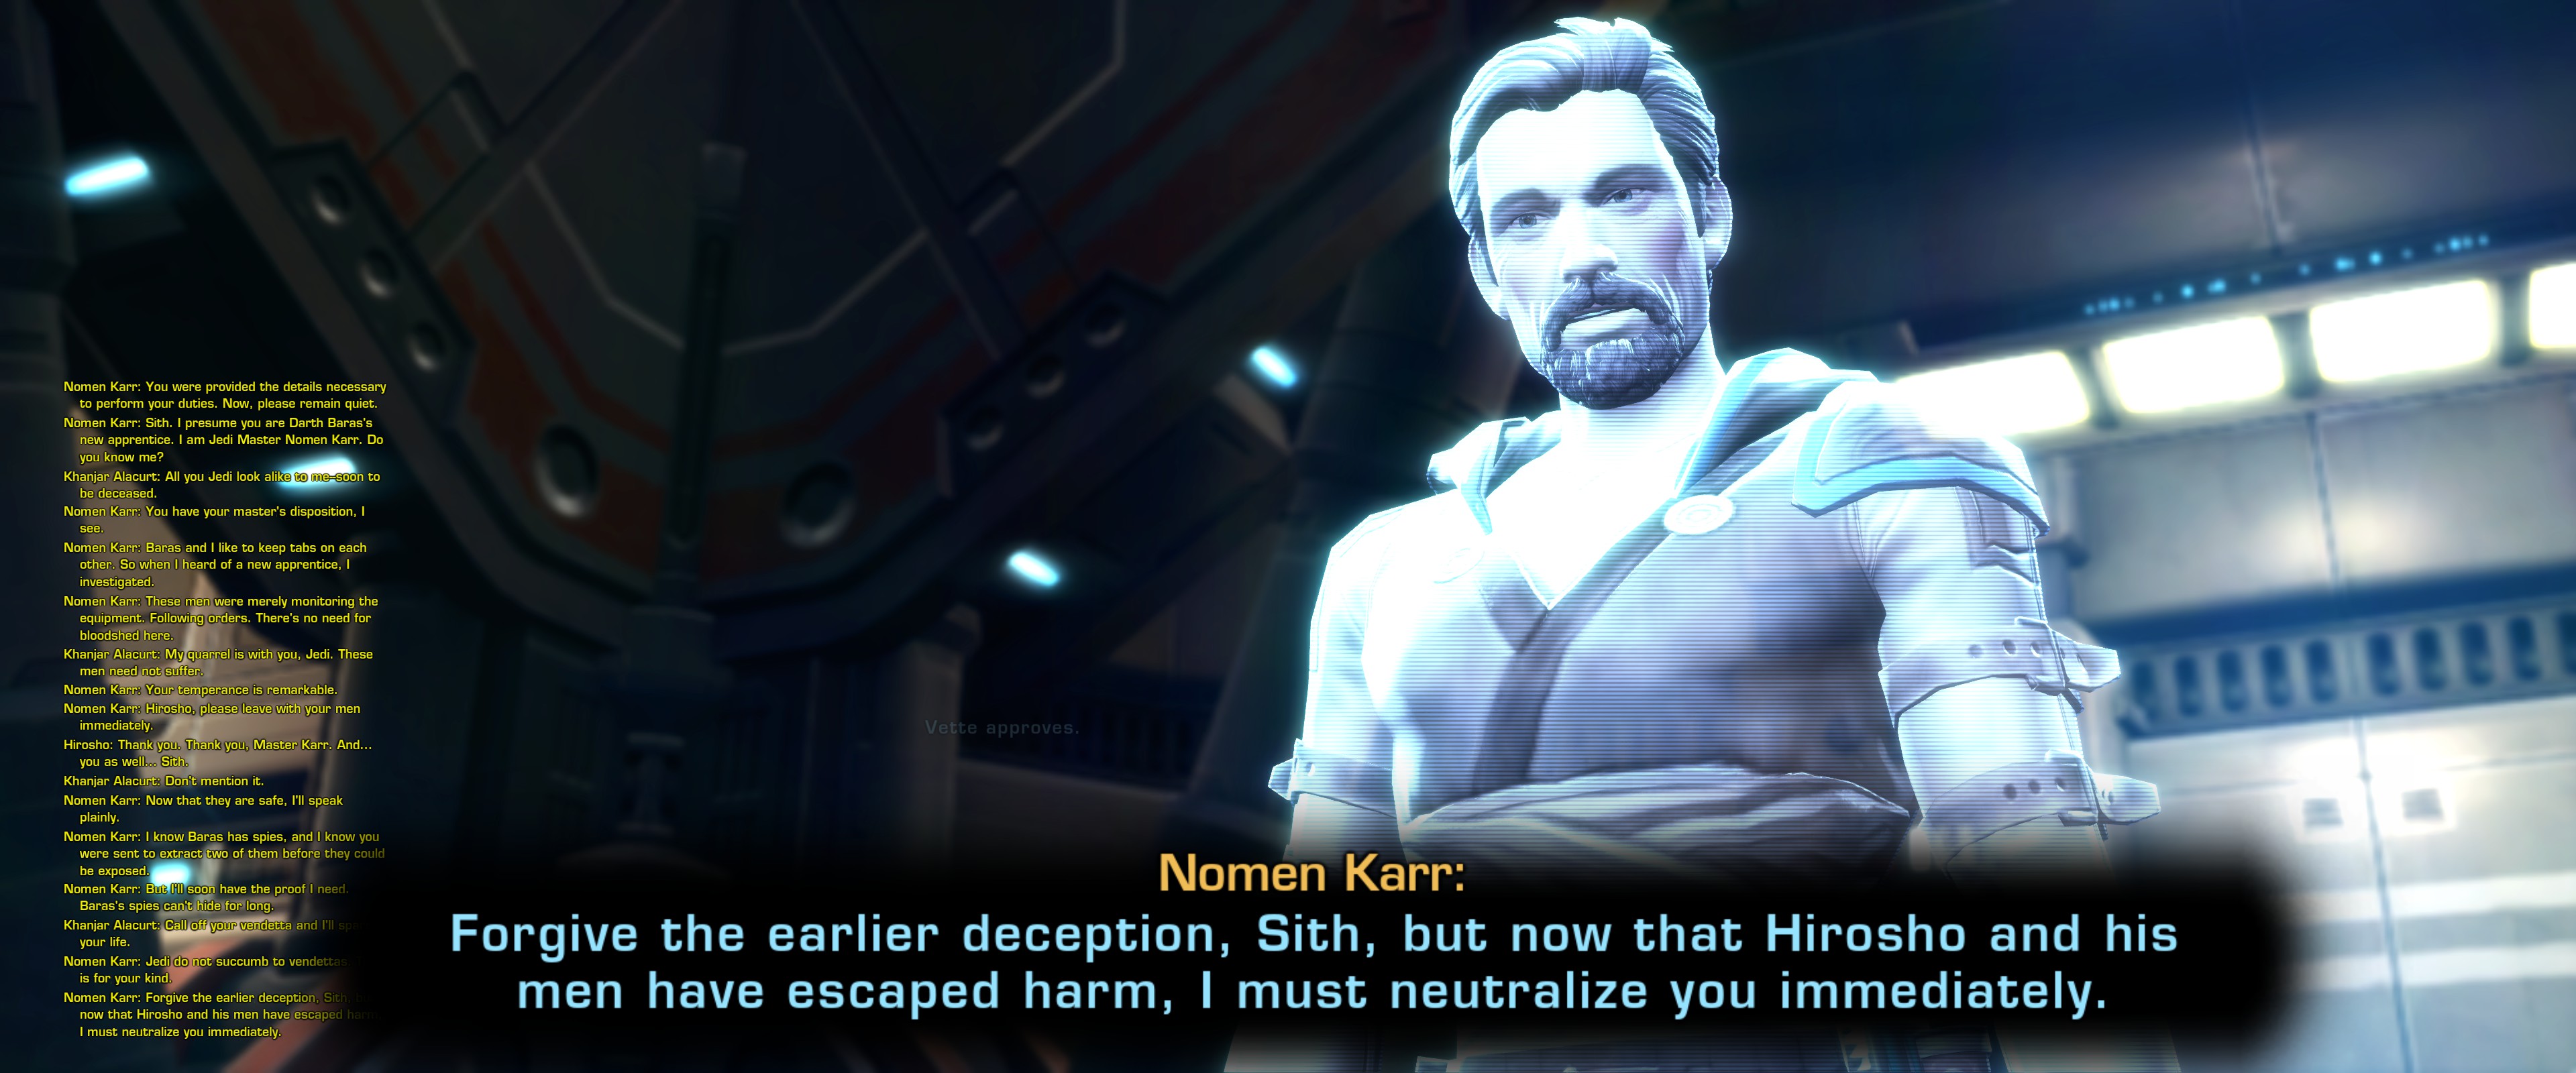 Nomen Karr: You were provided the details necessary
to perform your duties. Now, please remain quiet.
Nomen Karr: Sith. I presume you are Darth Baras's
new apprentice. I am Jedi Master Nomen Karr. Do
you know me?
Khanjar Alacurt: All you Jedi look alike to me–soon to
be deceased.
Nomen Karr: You have your master's disposition, I
see.
Nomen Karr: Baras and I like to keep tabs on each
other. So when I heard of a new apprentice, I
investigated.
Nomen Karr: These men were merely monitoring the
equipment. Following orders. There's no need for
bloodshed here.
Khanjar Alacurt: My quarrel is with you, Jedi. These
men need not suffer.
Nomen Karr: Your temperance is remarkable.
Nomen Karr: Hirosho, please leave with your men
immediately.
Hirosho: Thank you. Thank you, Master Karr. And...
you as well... Sith.
Khanjar Alacurt: Don't mention it.
Nomen Karr: Now that they are safe, I'll speak
plainly.
Nomen Karr: I know Baras has spies, and I know you
were sent to extract two of them before they could
be exposed.
Nomen Karr: But I'll soon have the proof I need.
Baras's spies can't hide for long.
Khanjar Alacurt: Call off your vendetta and I'll
your life.
Nomen Karr: Jedi do not succumb to vendettas
is for your kind.
Nomen Karr: Forgive the earlier deception, Sith,
now that Hirosho and his men have escaped harm,
I must neutralize you immediately.
Vette approves.
Nomen Karr:
Forgive the earlier deception, Sith, but now that Hirosho and his
men have escaped harm, I must neutralize you immediately.